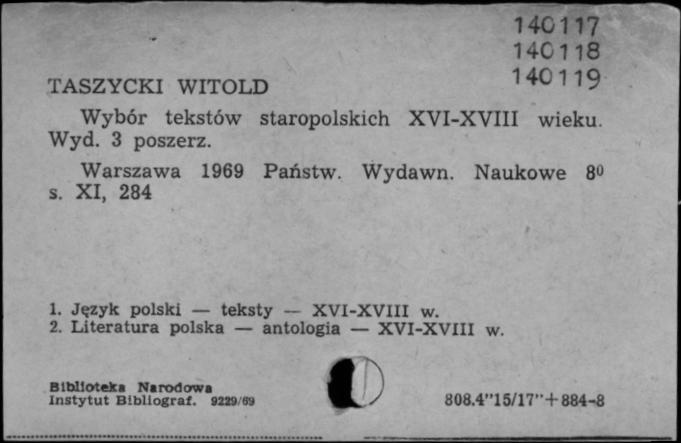 140117
140118
140119
TASZYCKI WITOLD
Wybór tekstów staropolskich XVI-XVIII wieku.
Wyd. 3 poszerz.
Warszawa 1969 Państw. Wydawn. Naukowe 8⁰
s. XI, 284
1. Język polski — teksty — XVI-XVIII w.
2. Literatura polska — antologia — XVI-XVIII w.
Biblioteka Narodowa
Instytut Bibliograf. 9229/69
808.4"15/17"+884-8